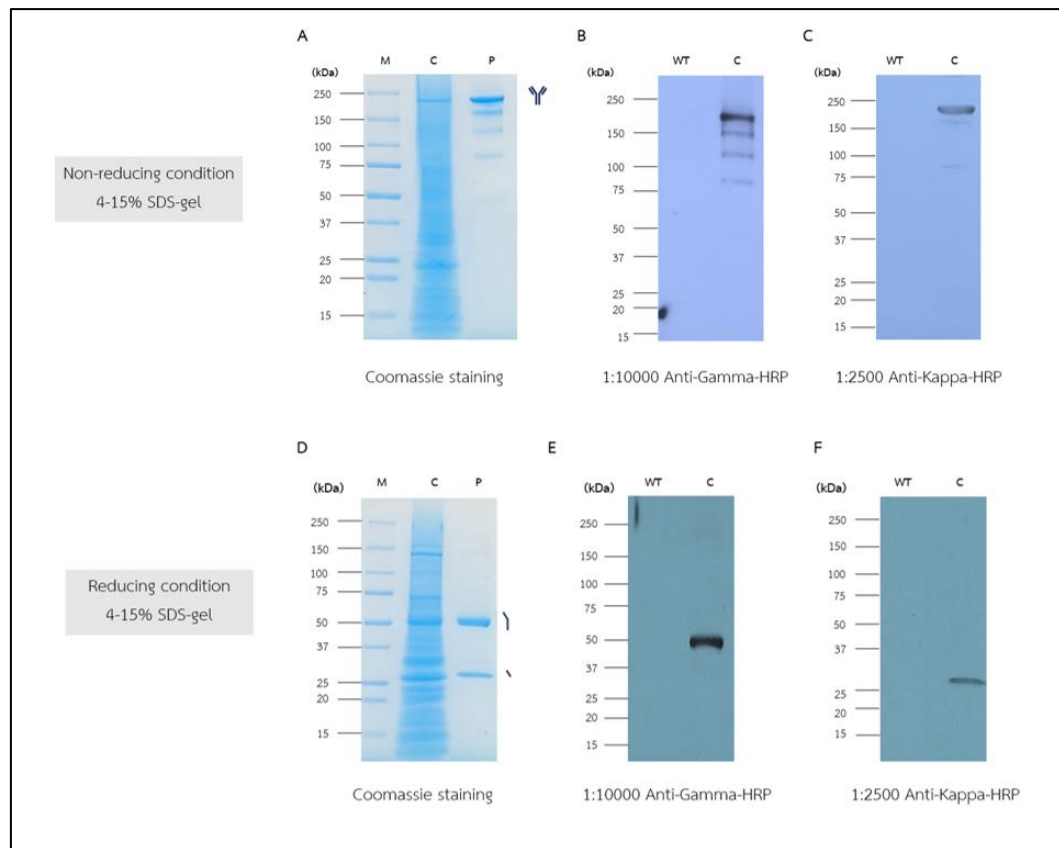 A
B
C
(kDa)
M
C
P
250
150
100
75
50
37
25
20
15
(kDa)
WT
C
250
150
100
75
50
37
25
20
15
(kDa)
WT
C
250
150
100
75
50
37
25
20
15
Non-reducing condition
4-15% SDS-gel
Coomassie staining
1:10000 Anti-Gamma-HRP
1:2500 Anti-Kappa-HRP
D
E
F
(kDa)
M
C
P
250
150
100
75
50
37
25
20
15
(kDa)
WT
C
250
150
100
75
50
37
25
20
15
(kDa)
WT
C
250
150
100
75
50
37
25
20
15
Reducing condition
4-15% SDS-gel
Coomassie staining
1:10000 Anti-Gamma-HRP
1:2500 Anti-Kappa-HRP